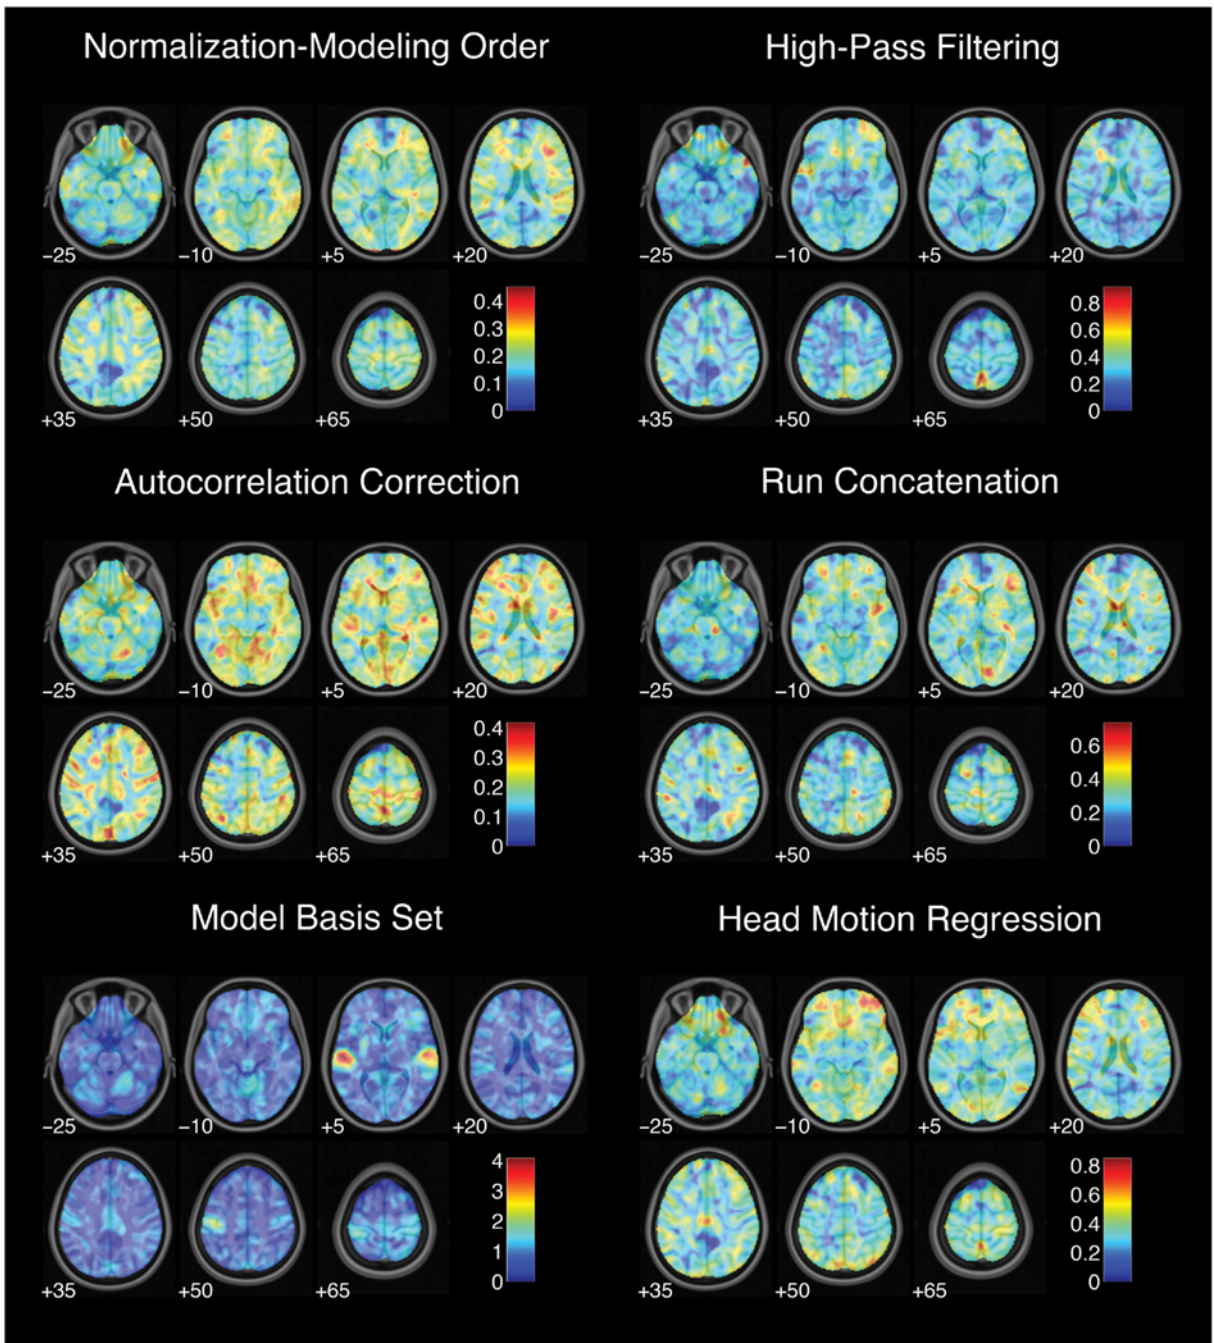 Normalization-Modeling Order
−25 −10 +5 +20
0.4
0.3
0.2
0.1
0
+35 +50 +65
High-Pass Filtering
−25 −10 +5 +20
0.8
0.6
0.4
0.2
0
+35 +50 +65
Autocorrelation Correction
−25 −10 +5 +20
0.4
0.3
0.2
0.1
0
+35 +50 +65
Run Concatenation
−25 −10 +5 +20
0.6
0.4
0.2
0
+35 +50 +65
Model Basis Set
−25 −10 +5 +20
4
3
2
1
0
+35 +50 +65
Head Motion Regression
−25 −10 +5 +20
0.8
0.6
0.4
0.2
0
+35 +50 +65